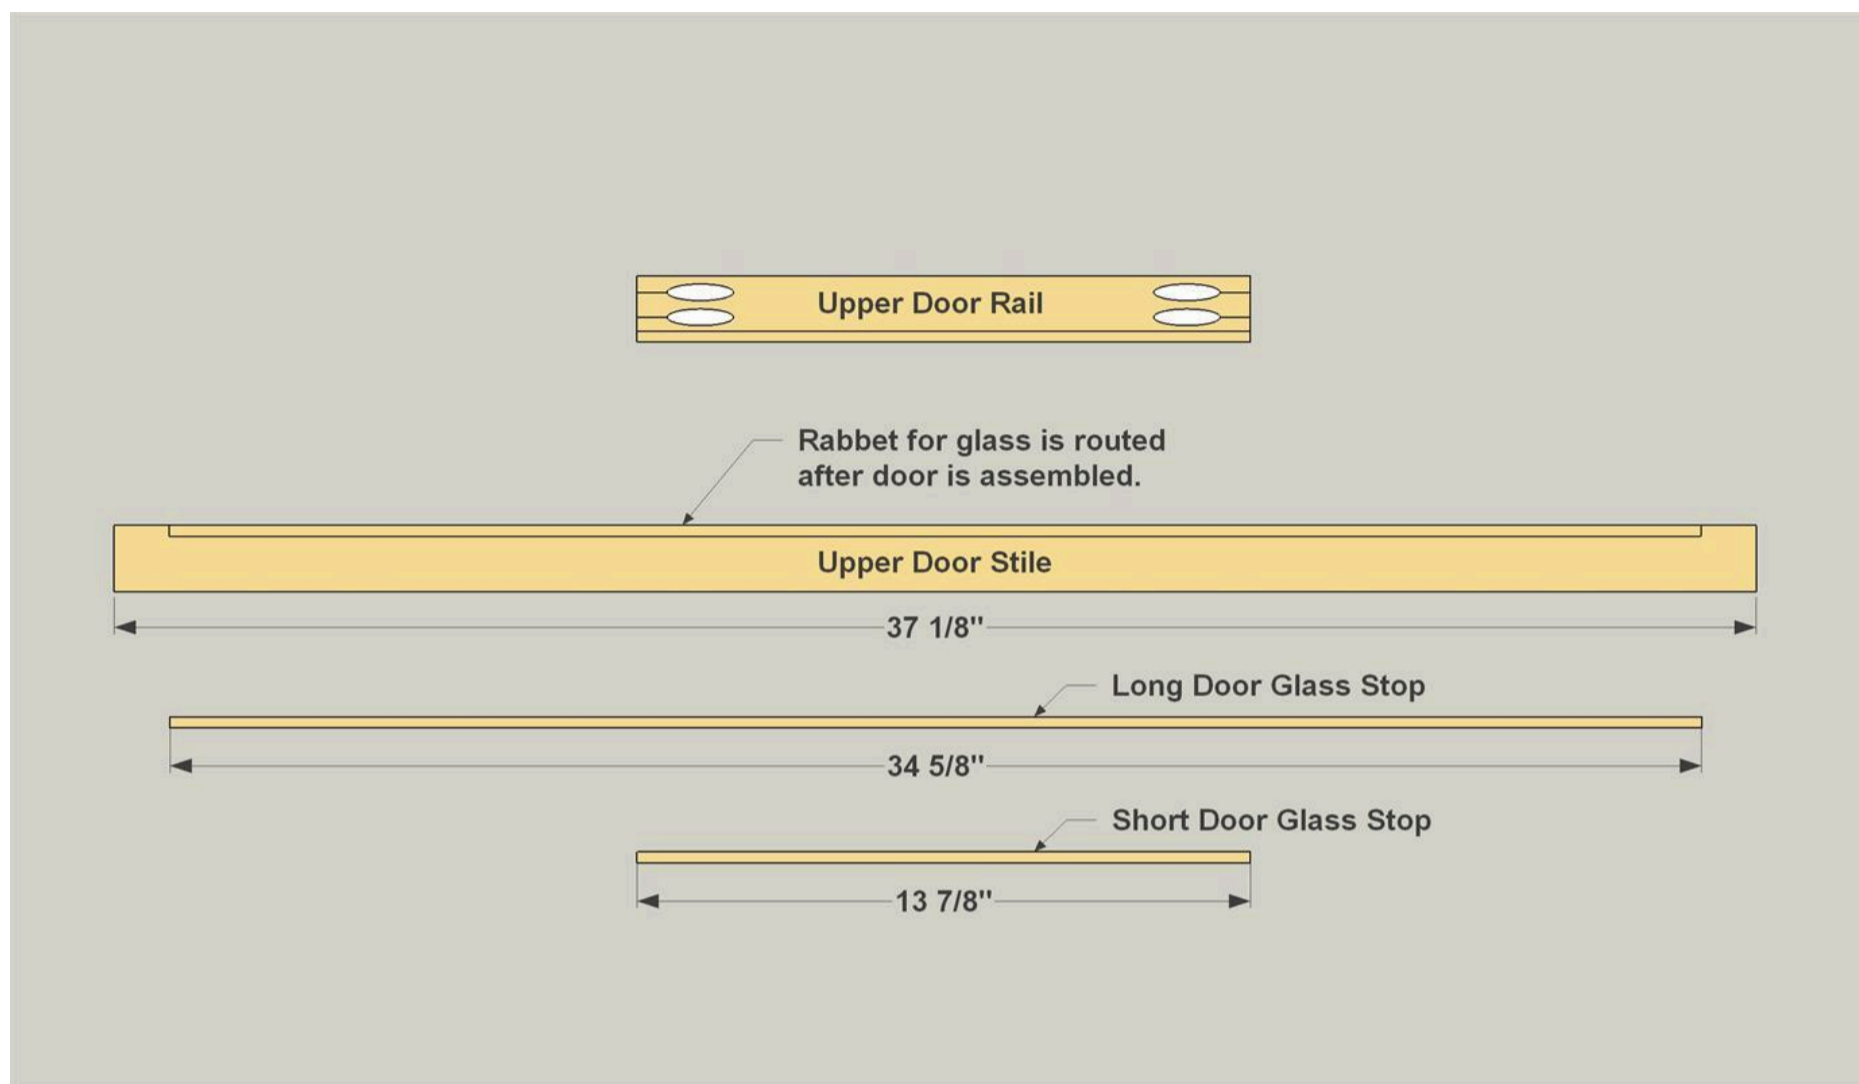 Upper Door Rail
Rabbet for glass is routed
after door is assembled.
Upper Door Stile
37 1/8"
Long Door Glass Stop
34 5/8"
Short Door Glass Stop
13 7/8"